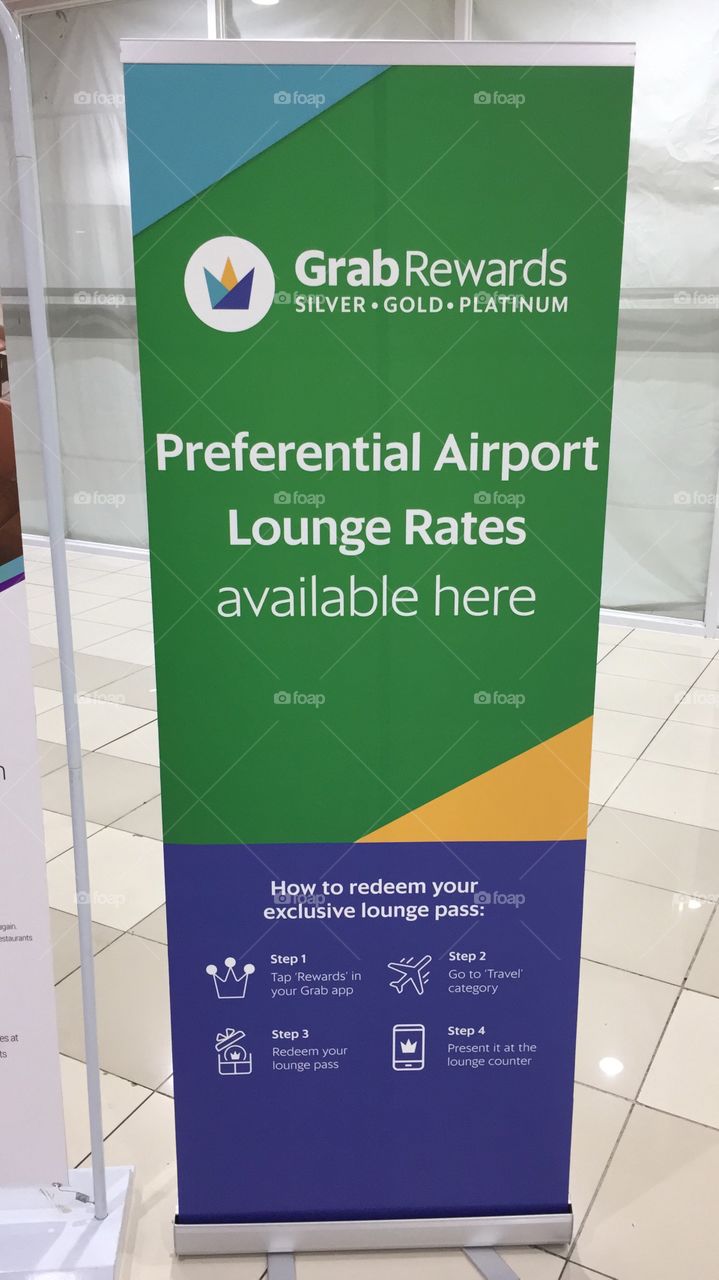 GrabRewards
SILVER • GOLD • PLATINUM
Preferential Airport
Lounge Rates
available here
How to redeem your
exclusive lounge pass:
Step 1
Tap 'Rewards' in
your Grab app
Step 2
Go to 'Travel'
category
Step 3
Redeem your
lounge pass
Step 4
Present it at the
lounge counter
foap